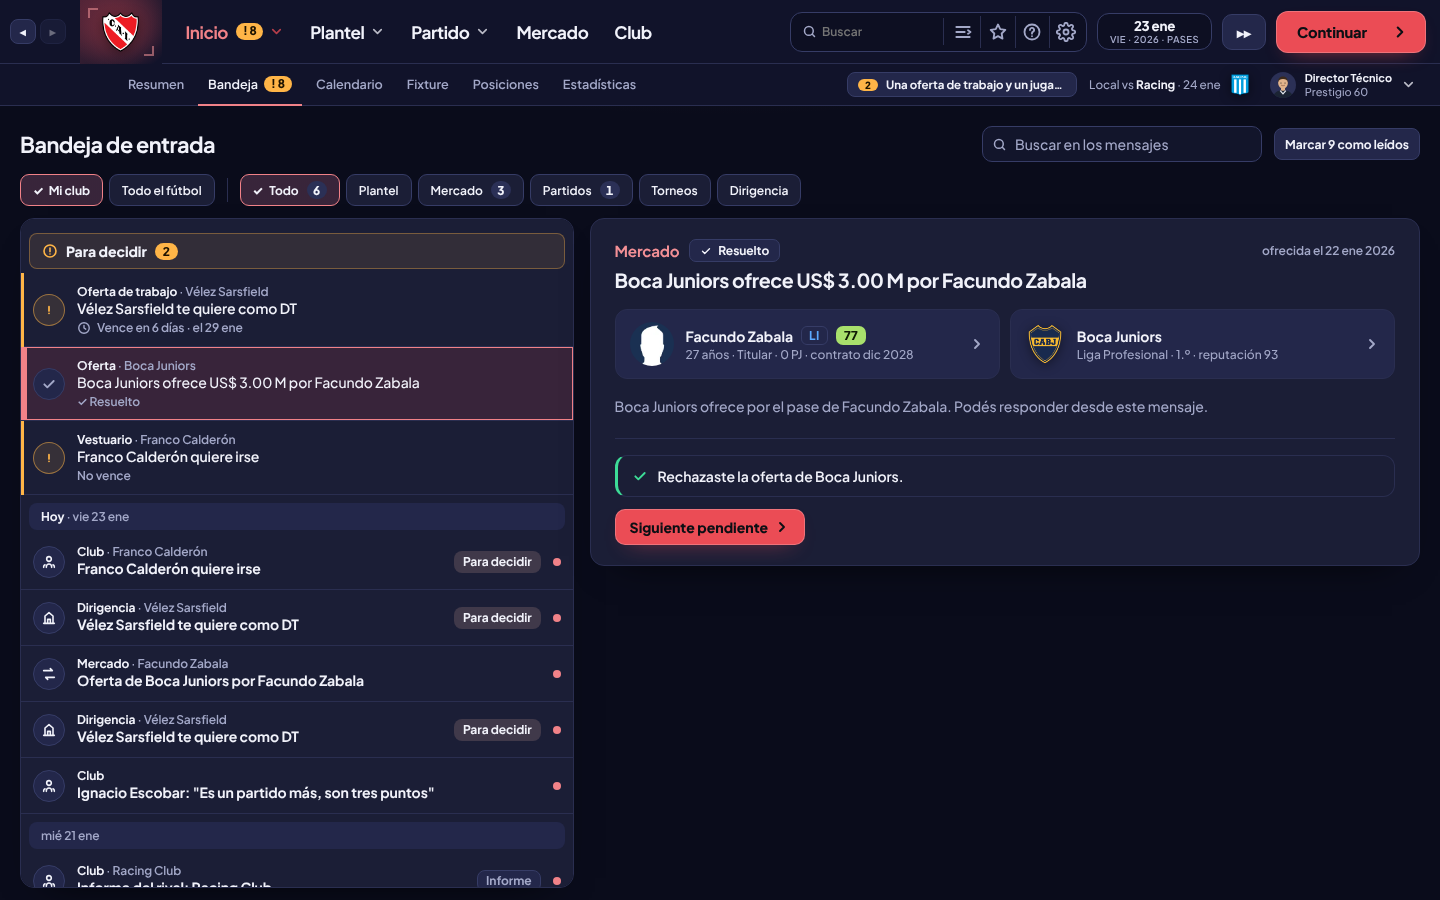 Inicio !8
Plantel
Partido
Mercado
Club
Buscar
23 ene
VIE · 2026 · PASES
Continuar
Resumen
Bandeja !8
Calendario
Fixture
Posiciones
Estadísticas
2 Una oferta de trabajo y un juga...
Local vs Racing · 24 ene
Director Técnico
Prestigio 60
Bandeja de entrada
Buscar en los mensajes
Marcar 9 como leídos
Mi club
Todo el fútbol
Todo 6
Plantel
Mercado 3
Partidos 1
Torneos
Dirigencia
Para decidir 2
Oferta de trabajo · Vélez Sarsfield
Vélez Sarsfield te quiere como DT
Vence en 6 días · el 29 ene
Oferta · Boca Juniors
Boca Juniors ofrece US$ 3.00 M por Facundo Zabala
Resuelto
Vestuario · Franco Calderón
Franco Calderón quiere irse
No vence
Hoy · vie 23 ene
Club · Franco Calderón
Franco Calderón quiere irse
Para decidir
Dirigencia · Vélez Sarsfield
Vélez Sarsfield te quiere como DT
Para decidir
Mercado · Facundo Zabala
Oferta de Boca Juniors por Facundo Zabala
Dirigencia · Vélez Sarsfield
Vélez Sarsfield te quiere como DT
Para decidir
Club
Ignacio Escobar: "Es un partido más, son tres puntos"
mié 21 ene
Club · Racing Club
Informe del rival: Racing Club
Informe
Mercado
Resuelto
ofrecida el 22 ene 2026
Boca Juniors ofrece US$ 3.00 M por Facundo Zabala
Facundo Zabala LI 77
27 años · Titular · 0 PJ · contrato dic 2028
CABJ
Boca Juniors
Liga Profesional · 1.º · reputación 93
Boca Juniors ofrece por el pase de Facundo Zabala. Podés responder desde este mensaje.
Rechazaste la oferta de Boca Juniors.
Siguiente pendiente